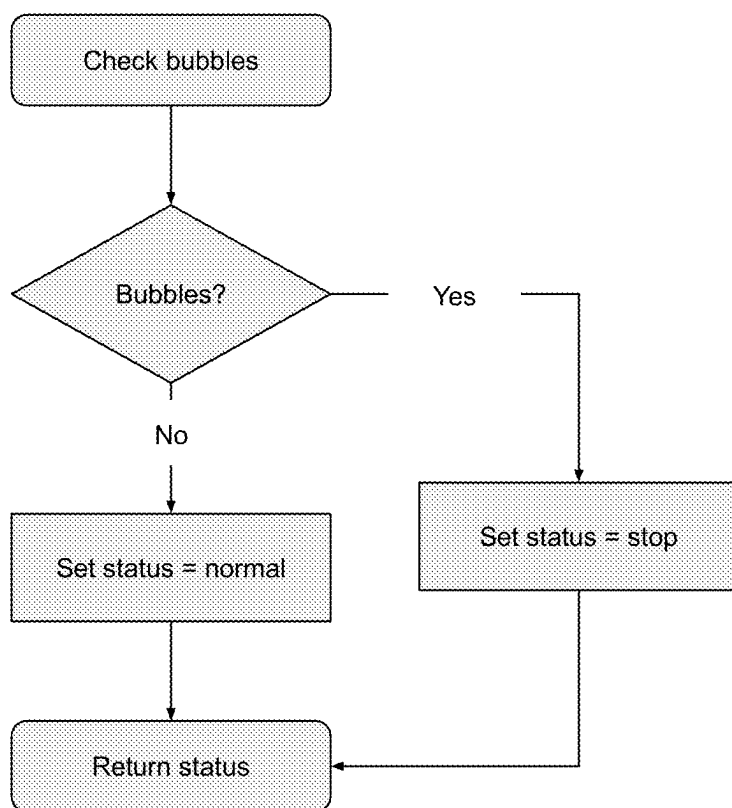 Check bubbles
Bubbles?
Yes
No
Set status = stop
Set status = normal
Return status